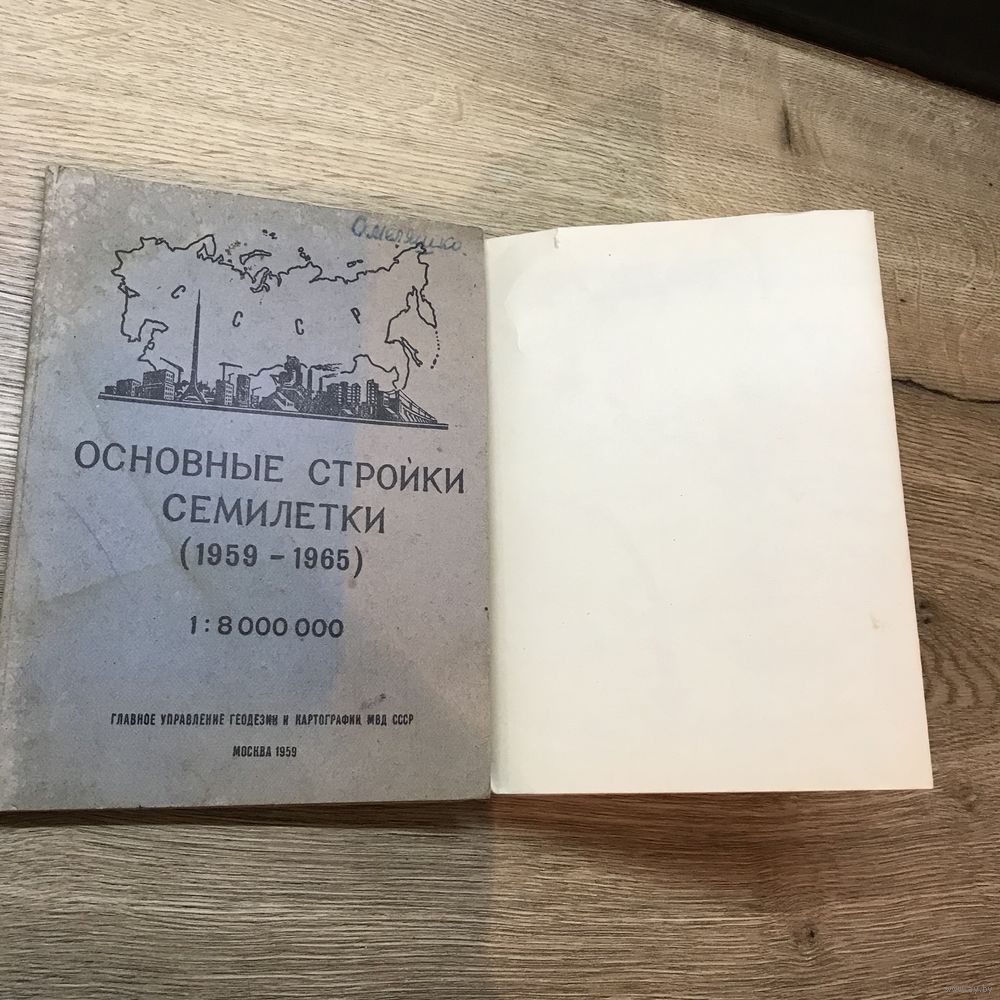 С С С Р
ОСНОВНЫЕ СТРОЙКИ
СЕМИЛЕТКИ
(1959 – 1965)
1 : 8 000 000
ГЛАВНОЕ УПРАВЛЕНИЕ ГЕОДЕЗИИ И КАРТОГРАФИИ МВД СССР
МОСКВА 1959